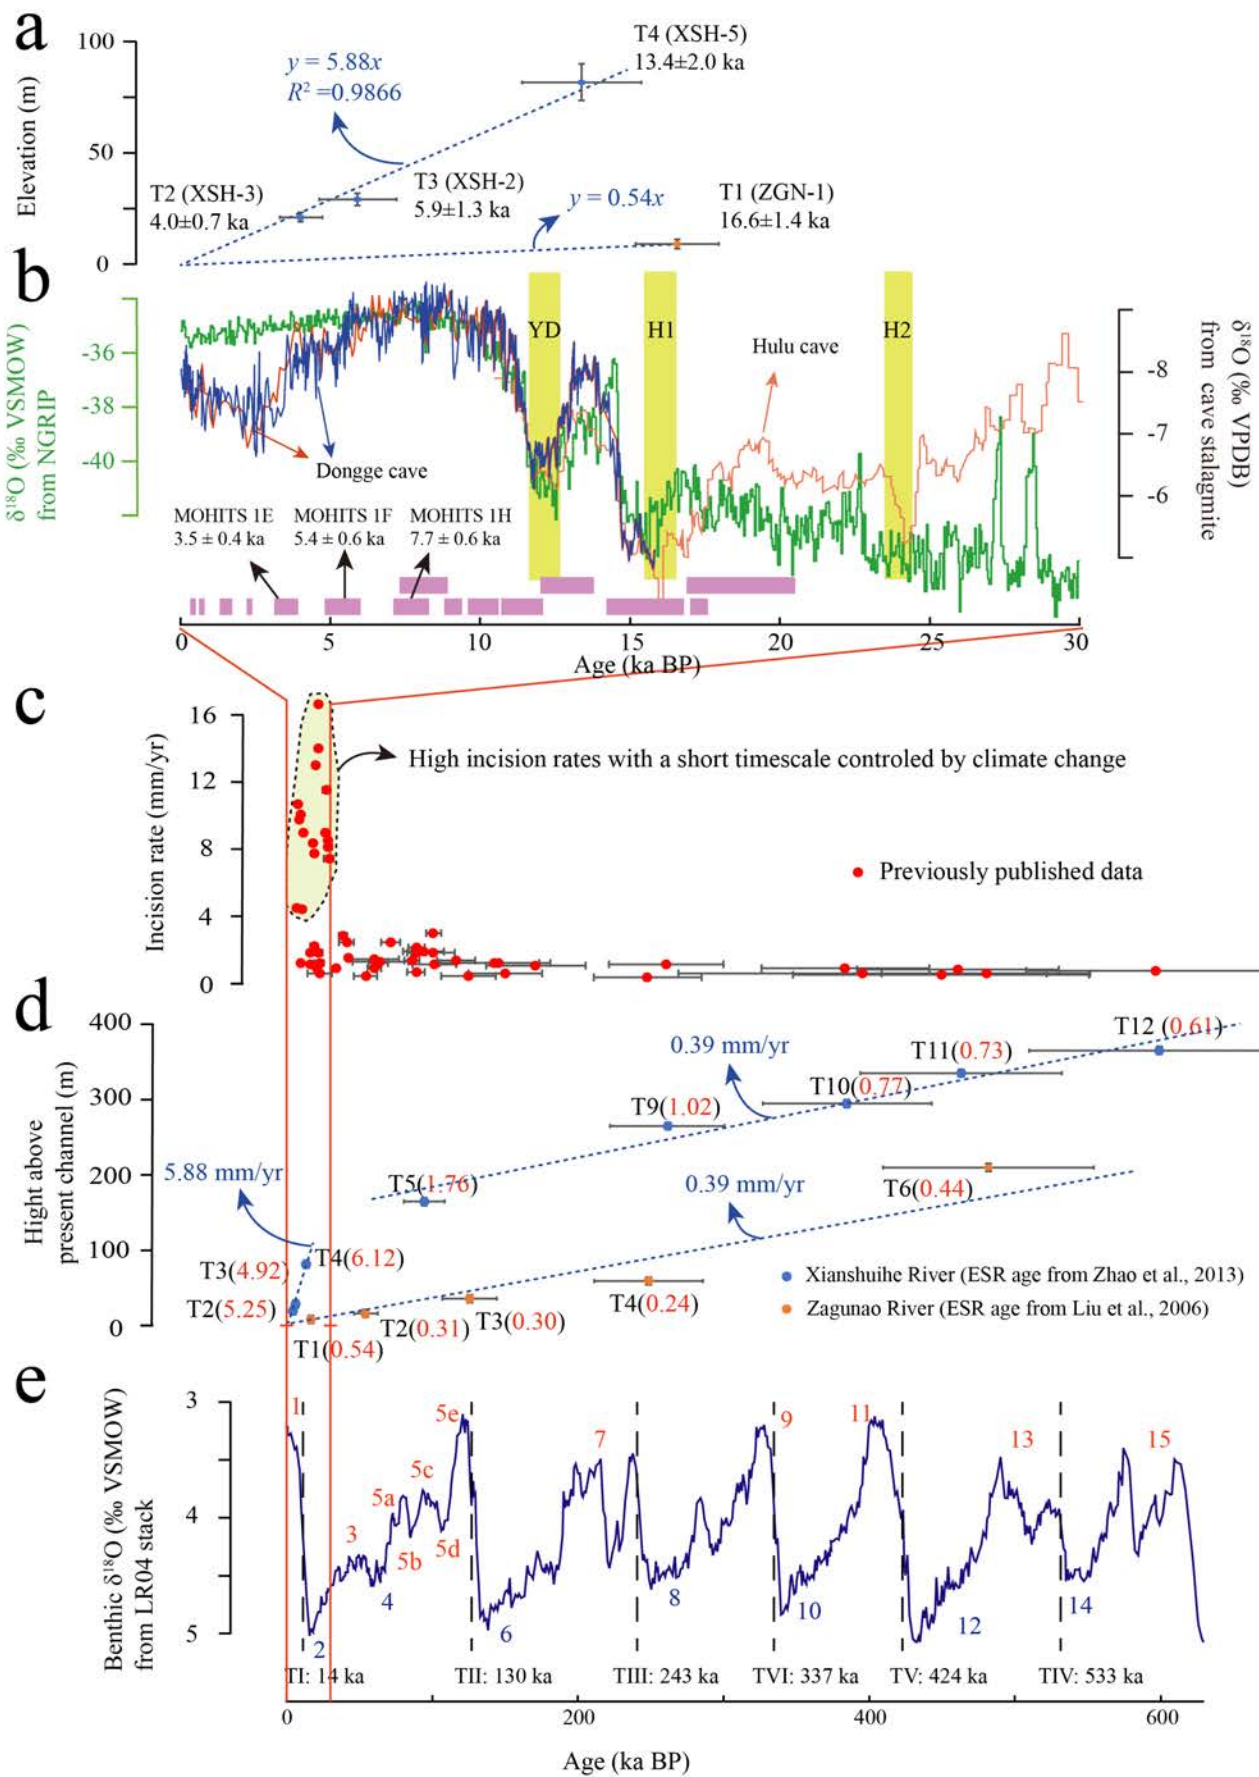 a
100
50
0
Elevation (m)
y = 5.88x
R² =0.9866
T4 (XSH-5)
13.4±2.0 ka
T2 (XSH-3)
4.0±0.7 ka
T3 (XSH-2)
5.9±1.3 ka
y = 0.54x
T1 (ZGN-1)
16.6±1.4 ka
b
δ¹⁸O (‰ VSMOW)
from NGRIP
-36
-38
-40
YD
H1
H2
Hulu cave
Dongge cave
-8
-7
-6
δ¹⁸O (‰ VPDB)
from cave stalagmite
MOHITS 1E
3.5 ± 0.4 ka
MOHITS 1F
5.4 ± 0.6 ka
MOHITS 1H
7.7 ± 0.6 ka
0 5 10 15 20 25 30
Age (ka BP)
c
Incision rate (mm/yr)
16
12
8
4
0
High incision rates with a short timescale controled by climate change
Previously published data
d
Hight above
present channel (m)
400
300
200
100
0
T12 (0.61)
T11(0.73)
0.39 mm/yr
T10(0.77)
T9(1.02)
5.88 mm/yr
T5(1.76)
0.39 mm/yr
T6(0.44)
T3(4.92)
T4(6.12)
T2(5.25)
T4(0.24)
T3(0.30)
T2(0.31)
T1(0.54)
Xianshuihe River (ESR age from Zhao et al., 2013)
Zagunao River (ESR age from Liu et al., 2006)
e
Benthic δ¹⁸O (‰ VSMOW)
from LR04 stack
3
4
5
1
2
3
4
5a
5b
5c
5d
5e
6
7
8
9
10
11
12
13
14
15
TI: 14 ka
TII: 130 ka
TIII: 243 ka
TVI: 337 ka
TV: 424 ka
TIV: 533 ka
0 200 400 600
Age (ka BP)